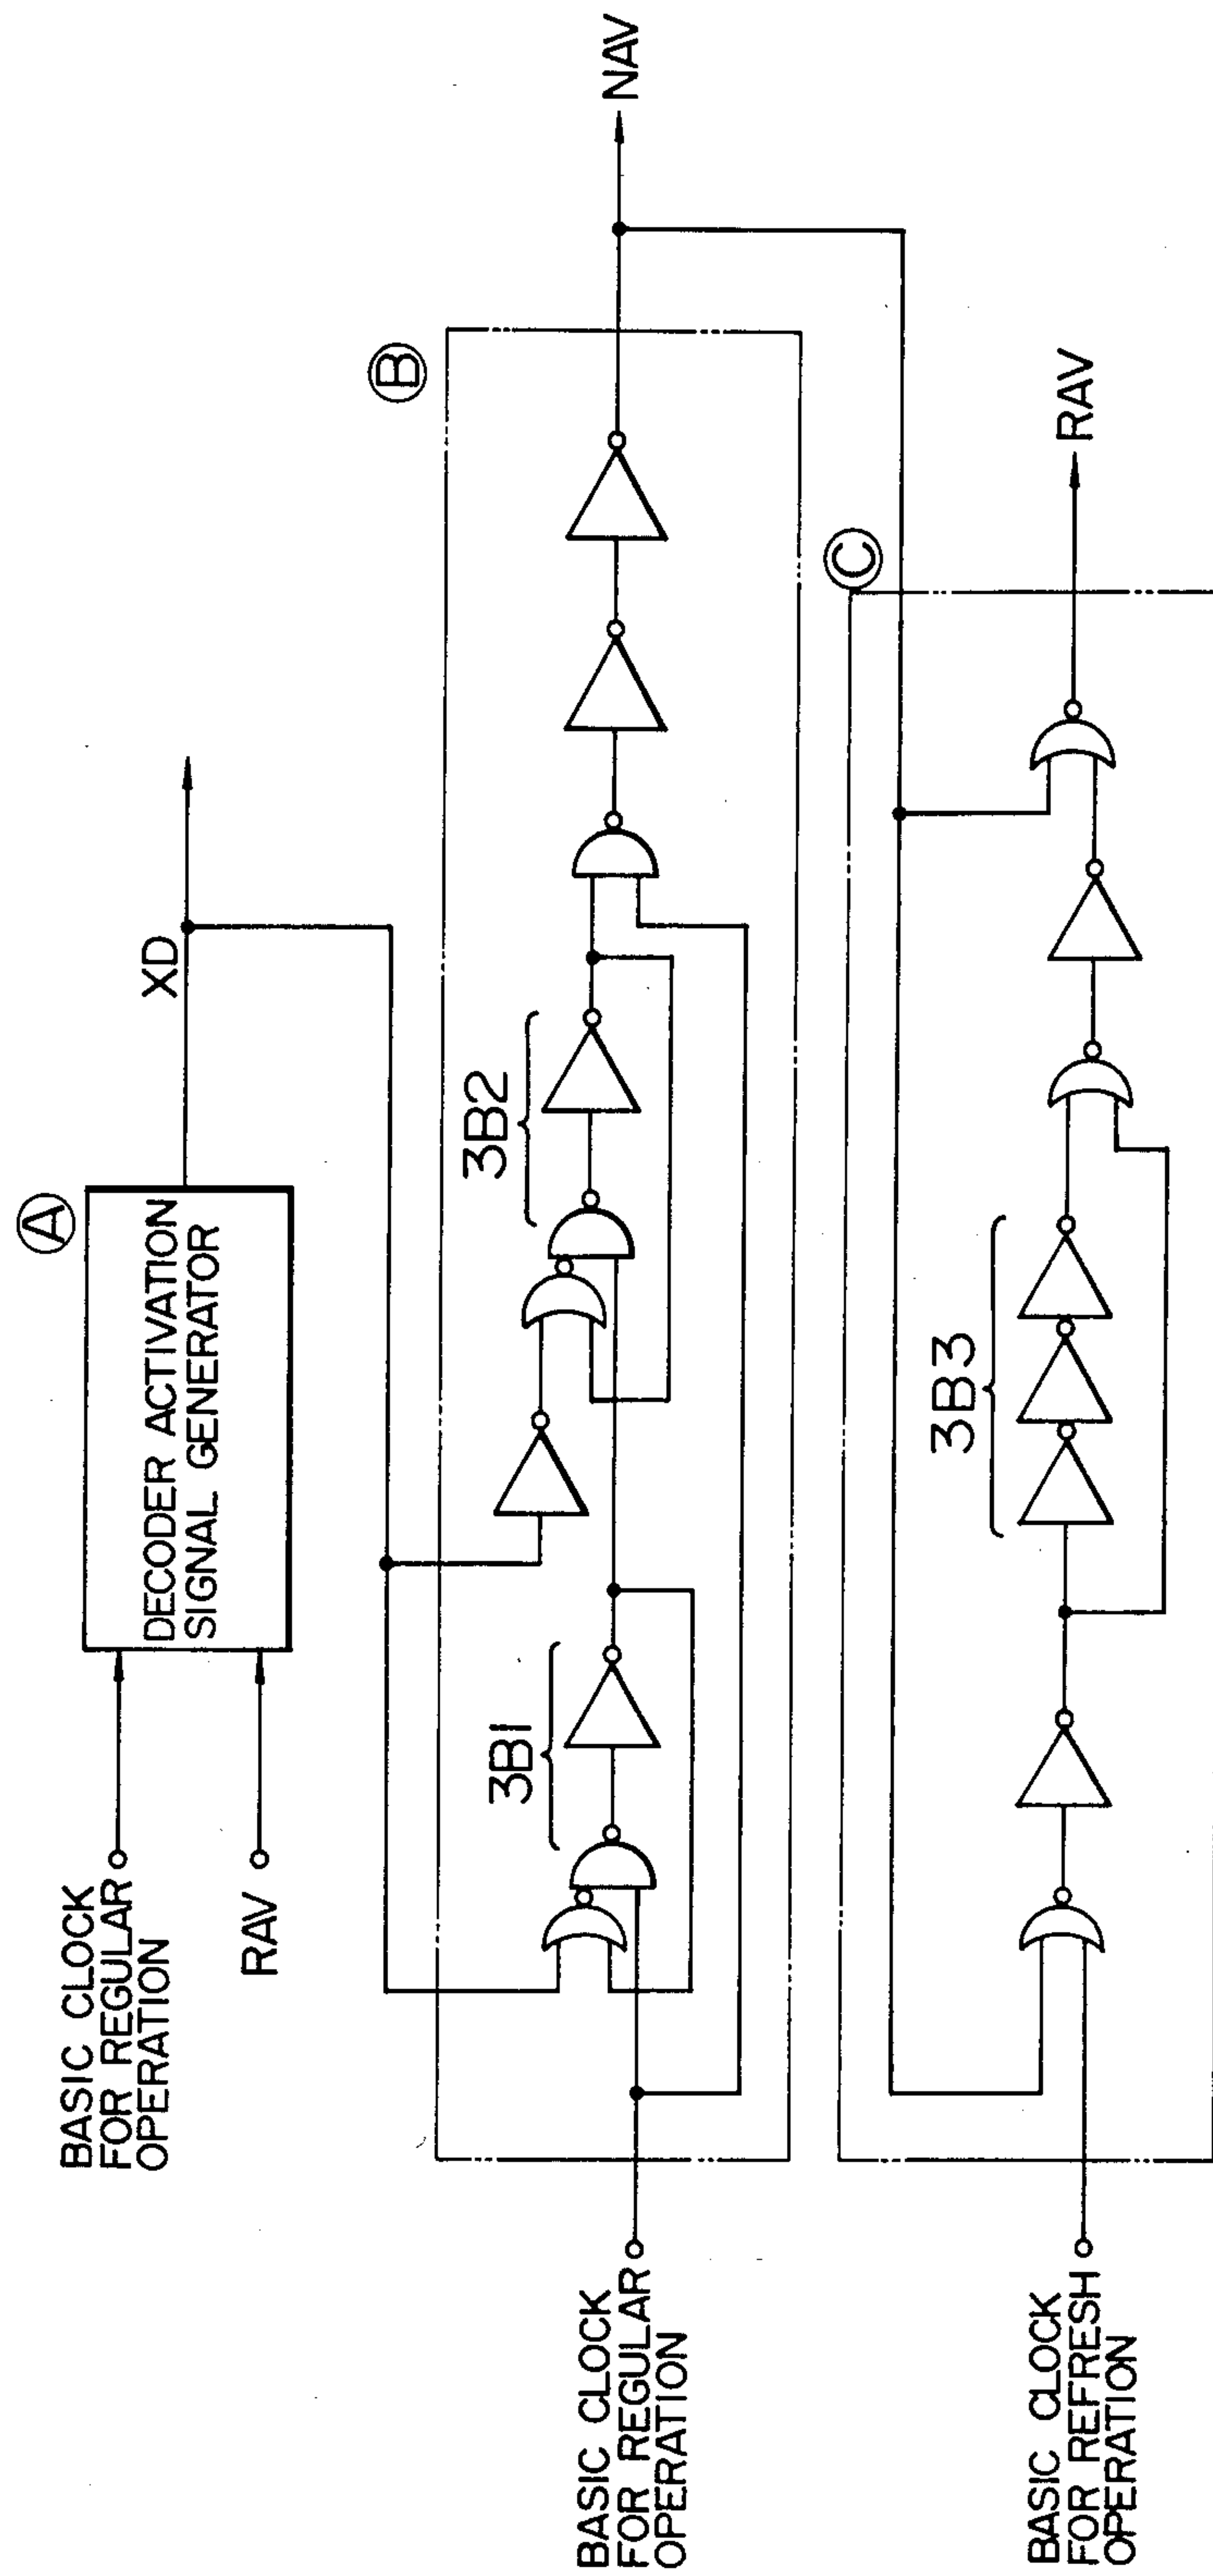 BASIC CLOCK
FOR REGULAR
OPERATION
RAV
A
DECODER ACTIVATION
SIGNAL GENERATOR
XD
B
BASIC CLOCK
FOR REGULAR
OPERATION
3B1
3B2
NAV
C
BASIC CLOCK
FOR REFRESH
OPERATION
3B3
RAV